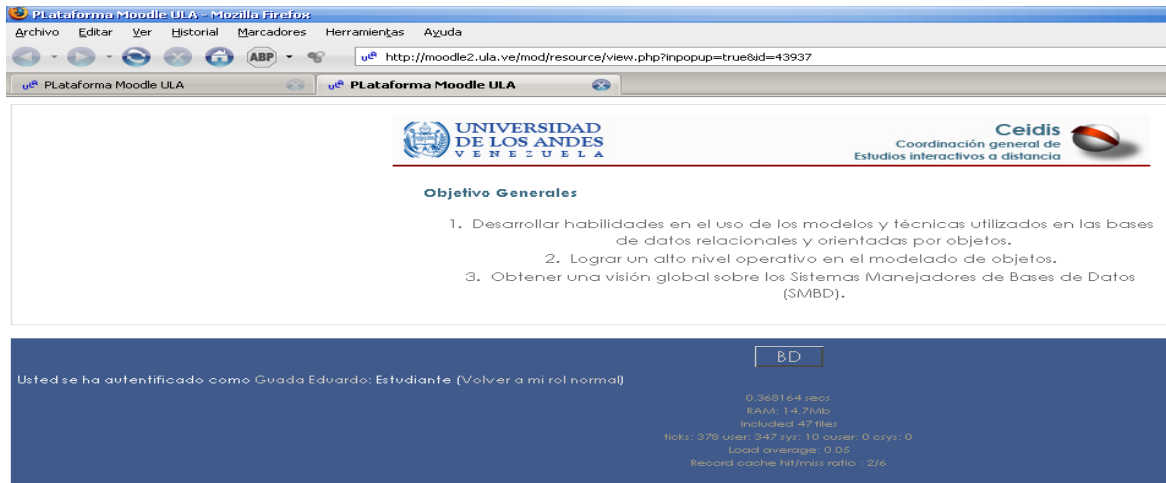 PLataforma Moodle ULA - Mozilla Firefox
Archivo Editar Ver Historial Marcadores Herramientas Ayuda
ABP
http://moodle2.ula.ve/mod/resource/view.php?inpopup=true&id=43937
PLataforma Moodle ULA PLataforma Moodle ULA
UNIVERSIDAD
DE LOS ANDES
VENEZUELA
Ceidis
Coordinación general de
Estudios interactivos a distancia
Objetivo Generales
1. Desarrollar habilidades en el uso de los modelos y técnicas utilizados en las bases
de datos relacionales y orientadas por objetos.
2. Lograr un alto nivel operativo en el modelado de objetos.
3. Obtener una visión global sobre los Sistemas Manejadores de Bases de Datos
(SMBD).
BD
Usted se ha autentificado como Guada Eduardo: Estudiante (Volver a mi rol normal)
0.368164 secs
RAM: 14.7Mb
Included 47 files
ticks: 378 user: 347 sys: 10 cuser: 0 csys: 0
Load average: 0.05
Record cache hit/miss ratio : 2/6